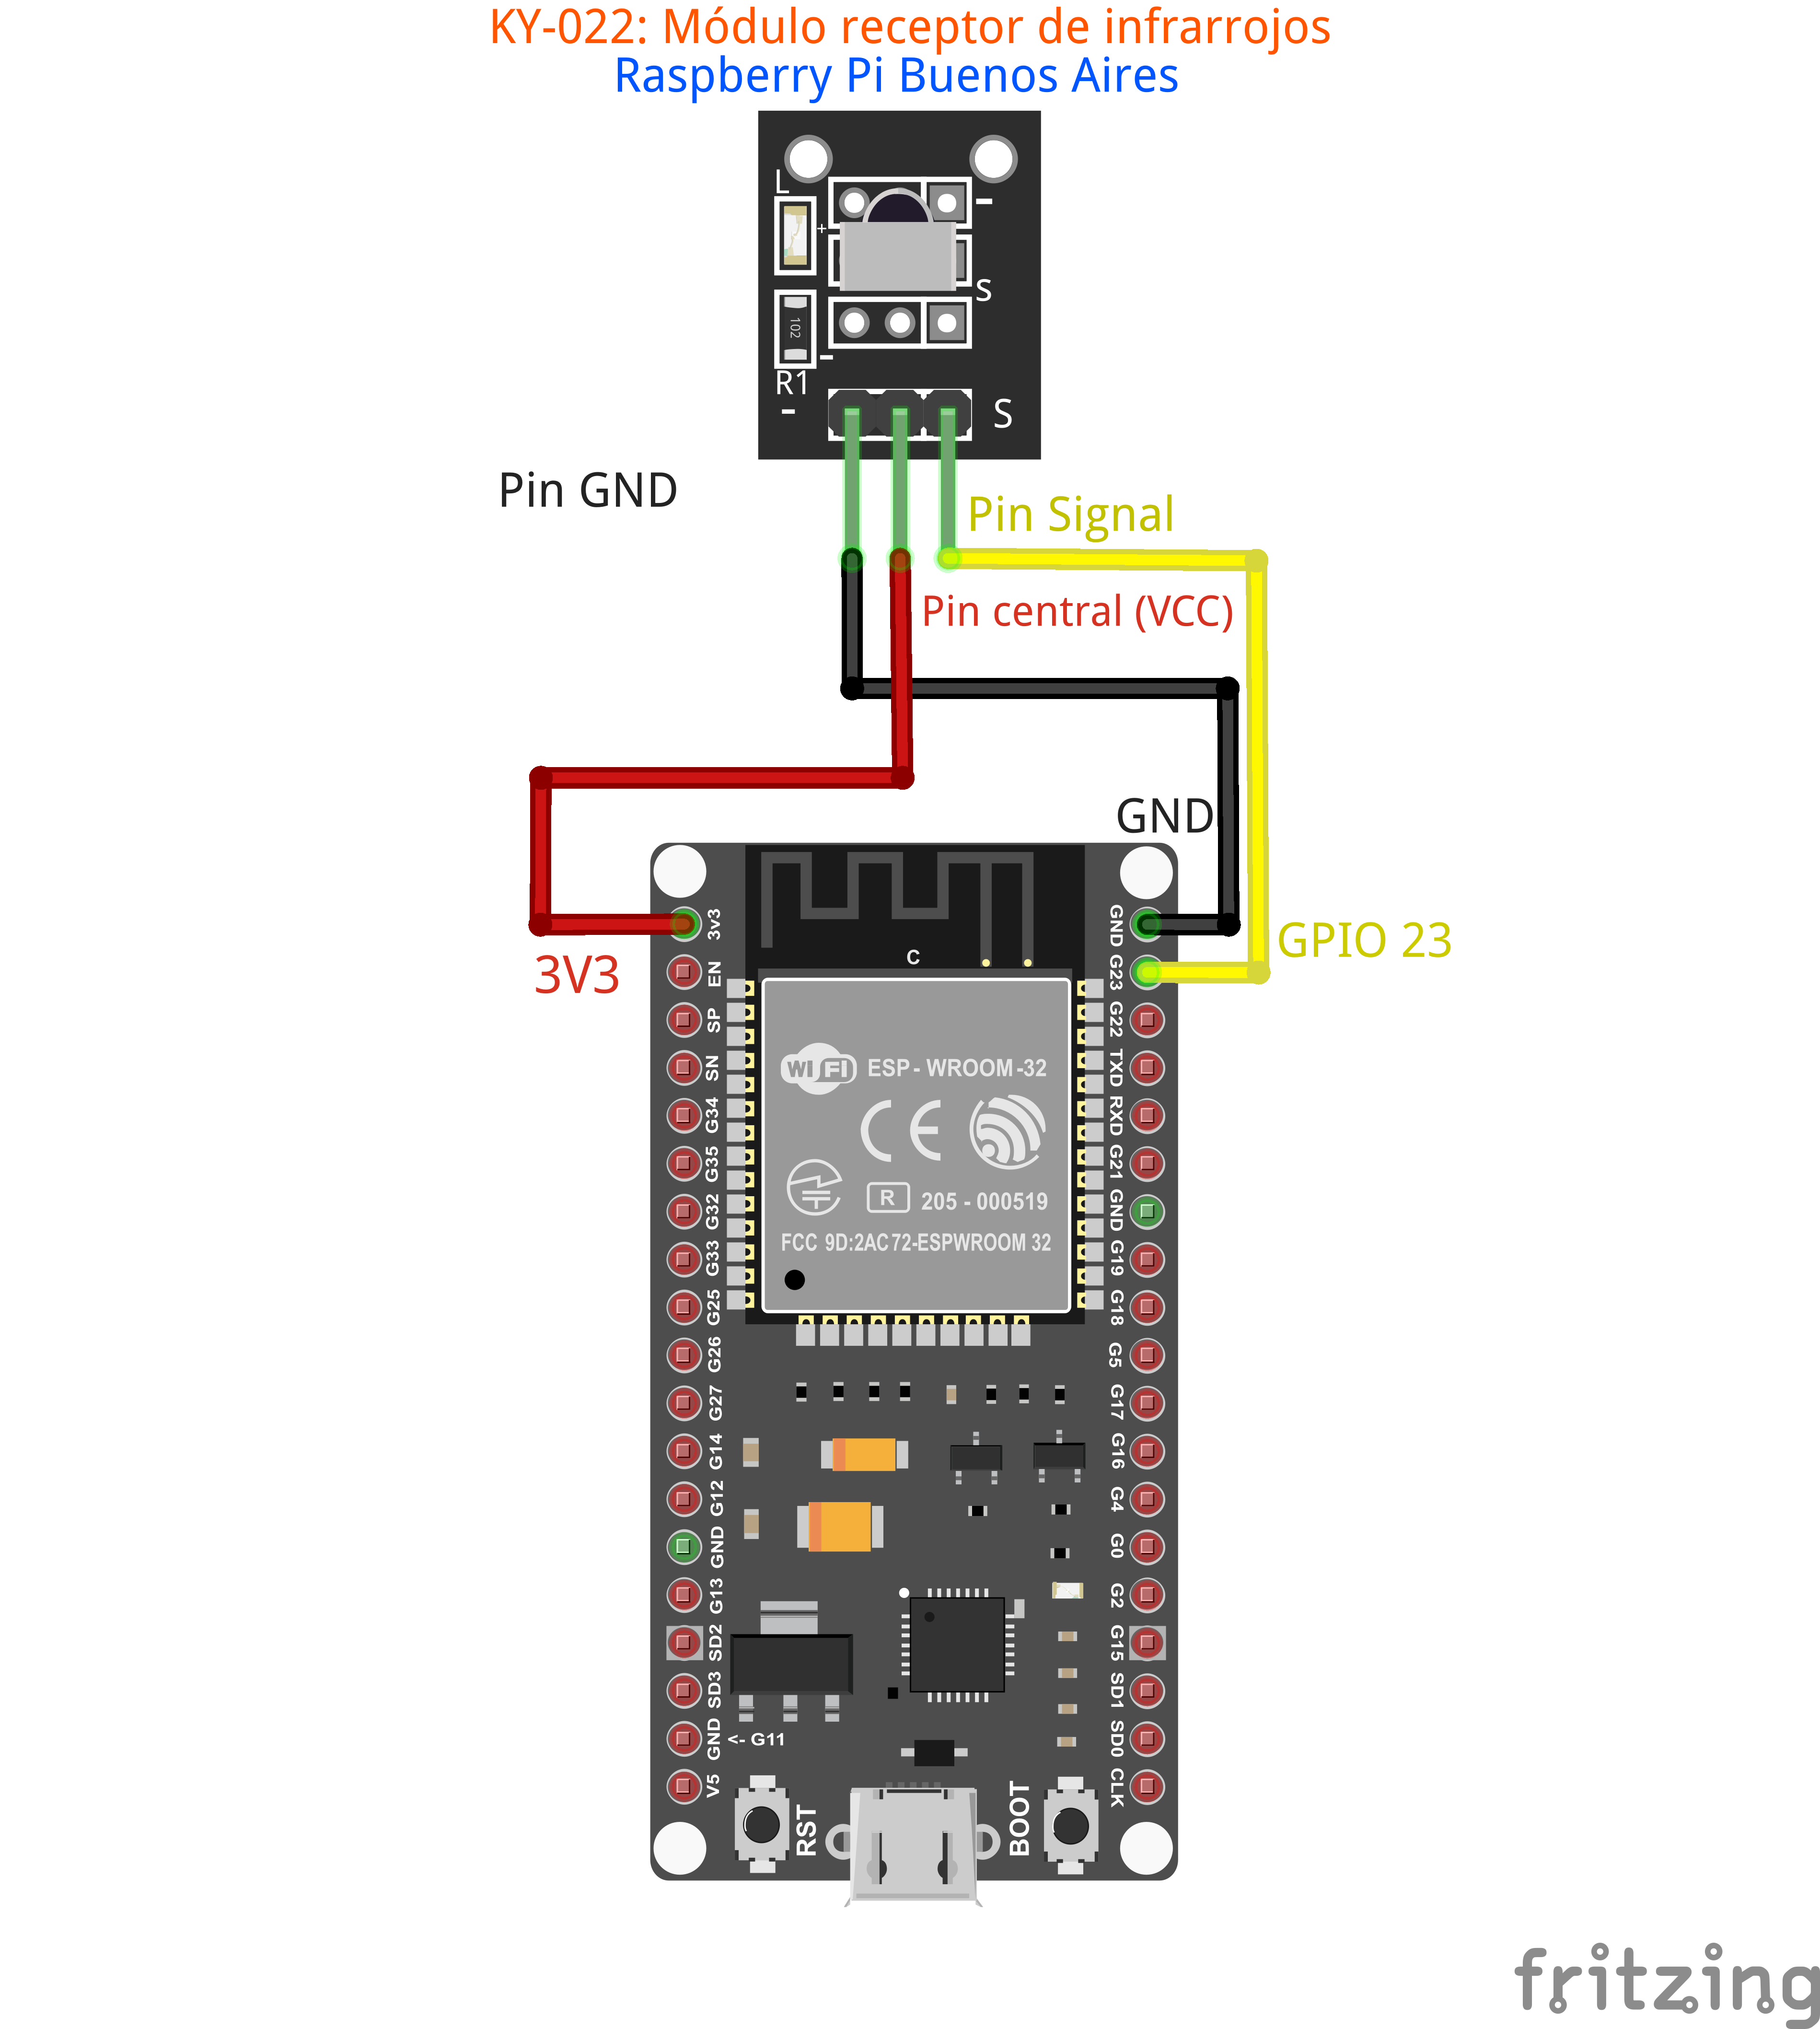 KY-022: Módulo receptor de infrarrojos
Raspberry Pi Buenos Aires
L
-
+
s
102
-
R1
-
S
Pin GND
Pin Signal
Pin central (VCC)
GND
GPIO 23
3V3
3v3
EN
SP
SN
G34
G35
G32
G33
G25
G26
G27
G14
G12
GND
G13
SD2
SD3
GND
V5
C
WI FI
ESP - WROOM -32
CE
R
205 - 000519
FCC 9D:2AC 72-ESPWROOM 32
GND
G23
G22
TXD
RXD
G21
GND
G19
G18
G5
G17
G16
G4
G0
G2
G15
SD1
SD0
CLK
<- G11
RST
BOOT
fritzing